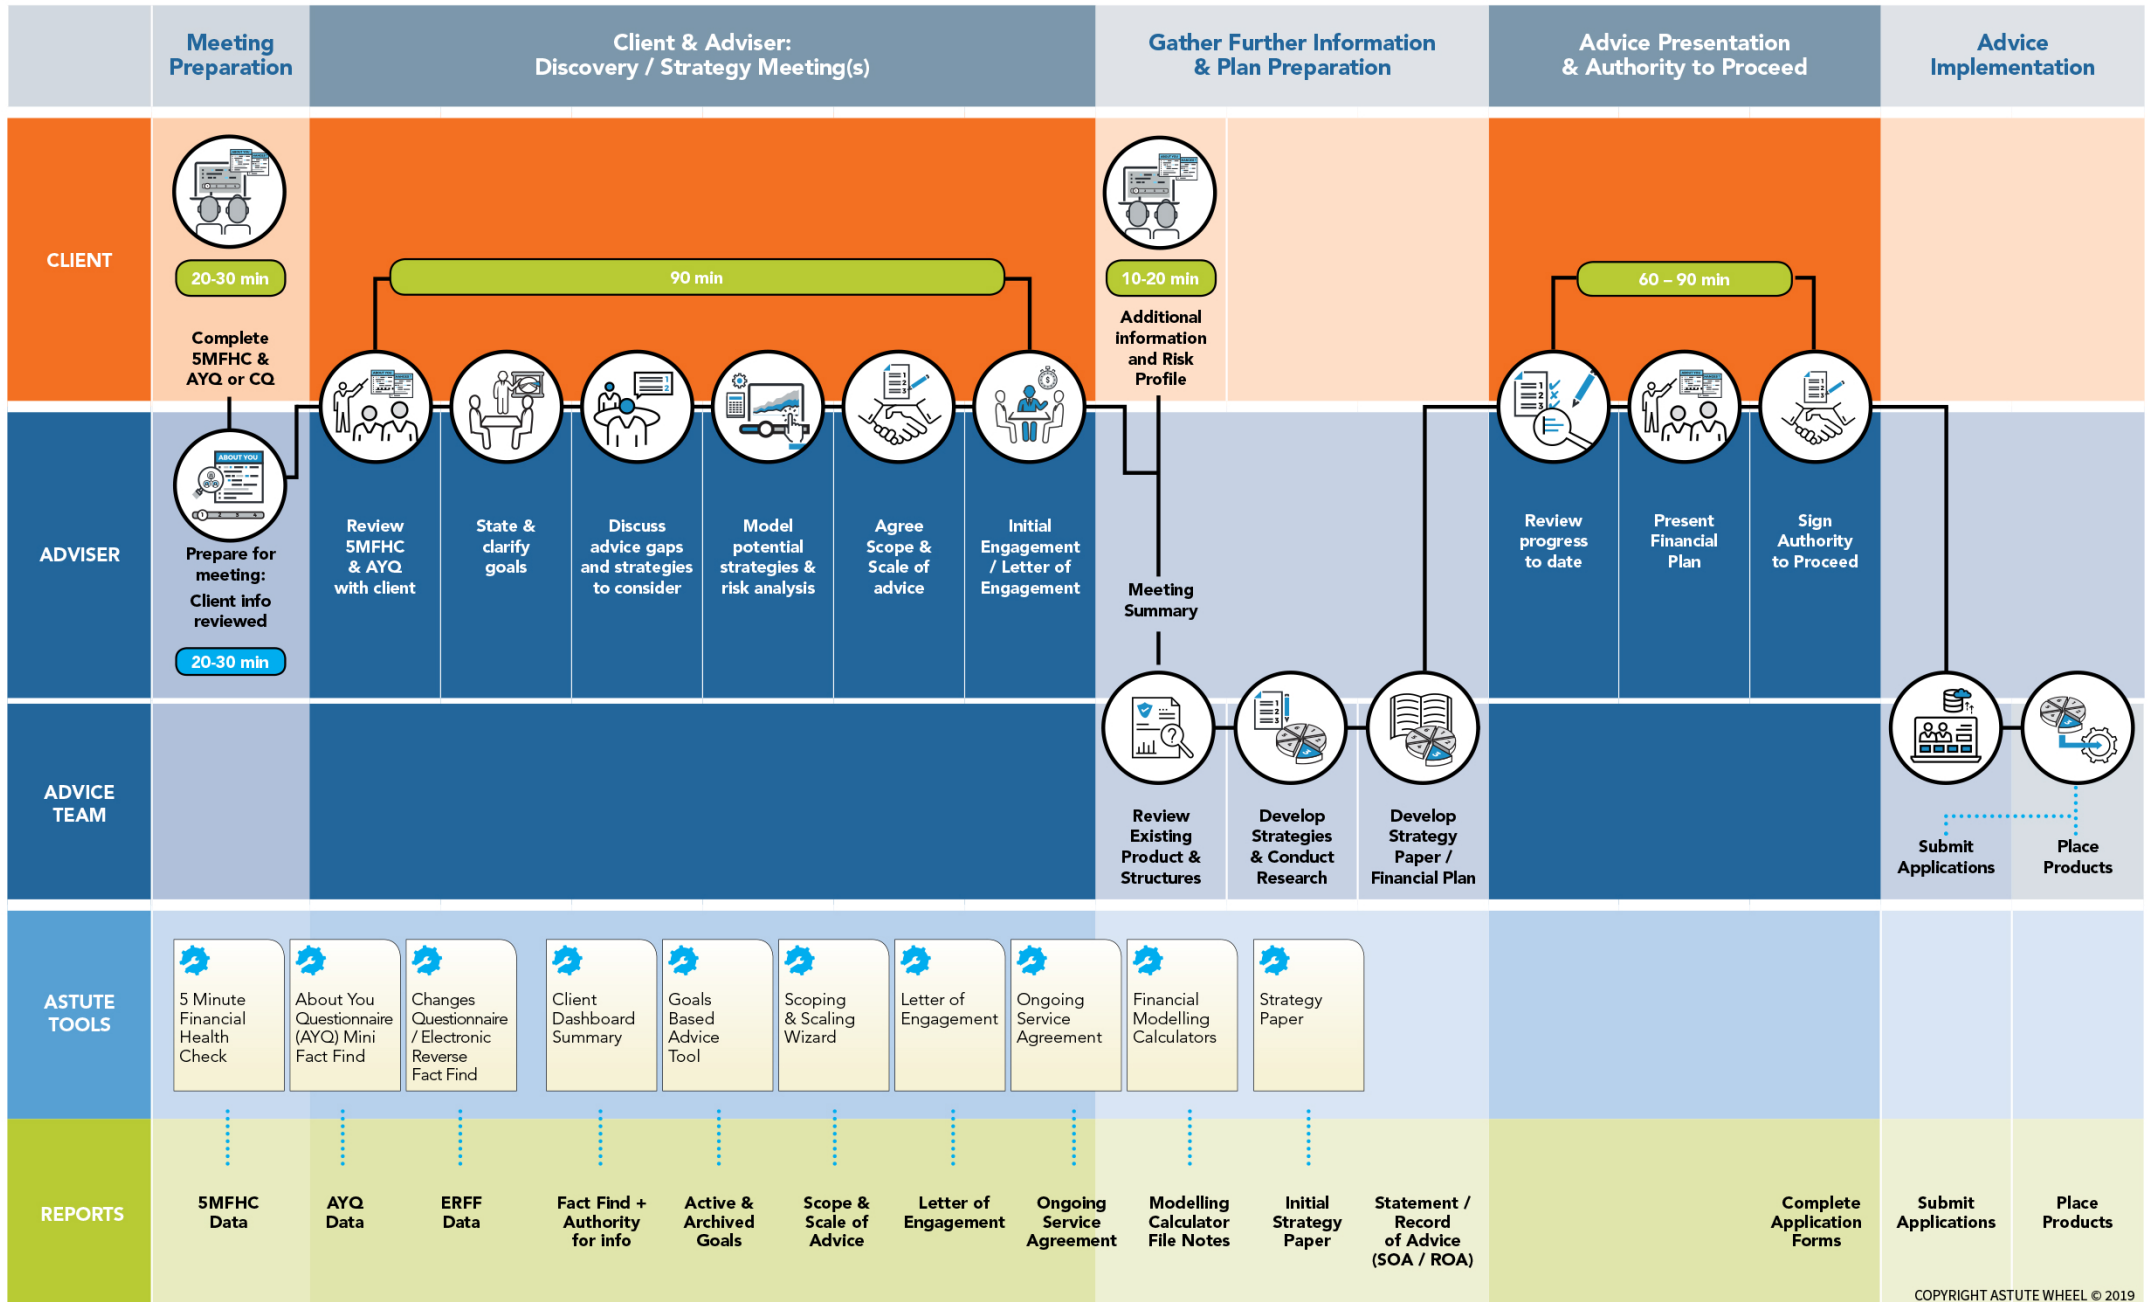 Meeting
Preparation
Client & Adviser:
Discovery / Strategy Meeting(s)
Gather Further Information
& Plan Preparation
Advice Presentation
& Authority to Proceed
Advice
Implementation
CLIENT
20-30 min
Complete
5MFHC &
AYQ or CQ
90 min
10-20 min
Additional
information
and Risk
Profile
60 – 90 min
ADVISER
ABOUT YOU
Prepare for
meeting:
Client info
reviewed
20-30 min
Review
5MFHC
& AYQ
with client
State &
clarify
goals
Discuss
advice gaps
and strategies
to consider
Model
potential
strategies &
risk analysis
Agree
Scope &
Scale of
advice
Initial
Engagement
/ Letter of
Engagement
Meeting
Summary
Review
progress
to date
Present
Financial
Plan
Sign
Authority
to Proceed
ADVICE
TEAM
Review
Existing
Product &
Structures
Develop
Strategies
& Conduct
Research
Develop
Strategy
Paper /
Financial Plan
Submit
Applications
Place
Products
ASTUTE
TOOLS
5 Minute
Financial
Health
Check
About You
Questionnaire
(AYQ) Mini
Fact Find
Changes
Questionnaire
/ Electronic
Reverse
Fact Find
Client
Dashboard
Summary
Goals
Based
Advice
Tool
Scoping
& Scaling
Wizard
Letter of
Engagement
Ongoing
Service
Agreement
Financial
Modelling
Calculators
Strategy
Paper
REPORTS
5MFHC
Data
AYQ
Data
ERFF
Data
Fact Find +
Authority
for info
Active &
Archived
Goals
Scope &
Scale of
Advice
Letter of
Engagement
Ongoing
Service
Agreement
Modelling
Calculator
File Notes
Initial
Strategy
Paper
Statement /
Record
of Advice
(SOA / ROA)
Complete
Application
Forms
Submit
Applications
Place
Products
COPYRIGHT ASTUTE WHEEL © 2019